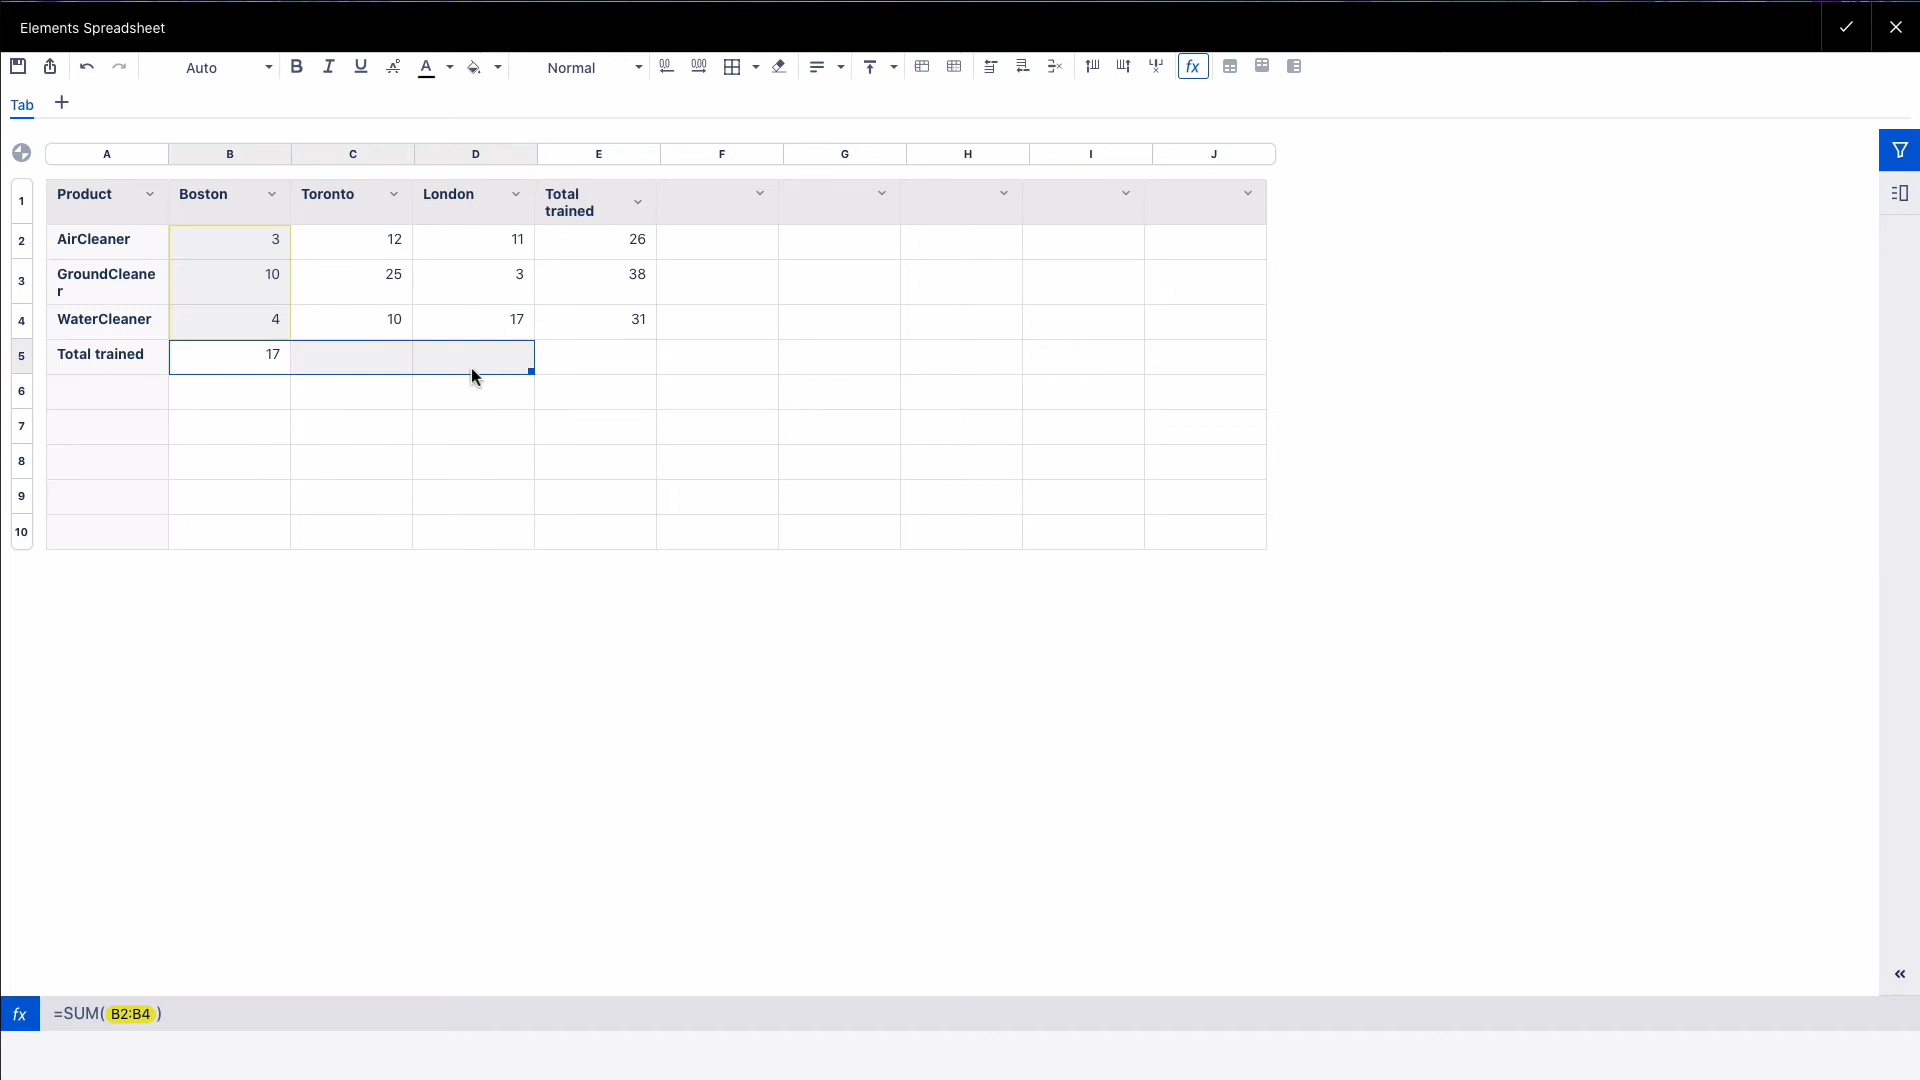 Elements Spreadsheet
Auto B I U A Normal fx
Tab +
A B C D E F G H I J
1 Product Boston Toronto London Total
trained
2 AirCleaner 3 12 11 26
3 GroundCleane 10 25 3 38
r
4 WaterCleaner 4 10 17 31
5 Total trained 17
6
7
8
9
10
fx =SUM( B2:B4 )